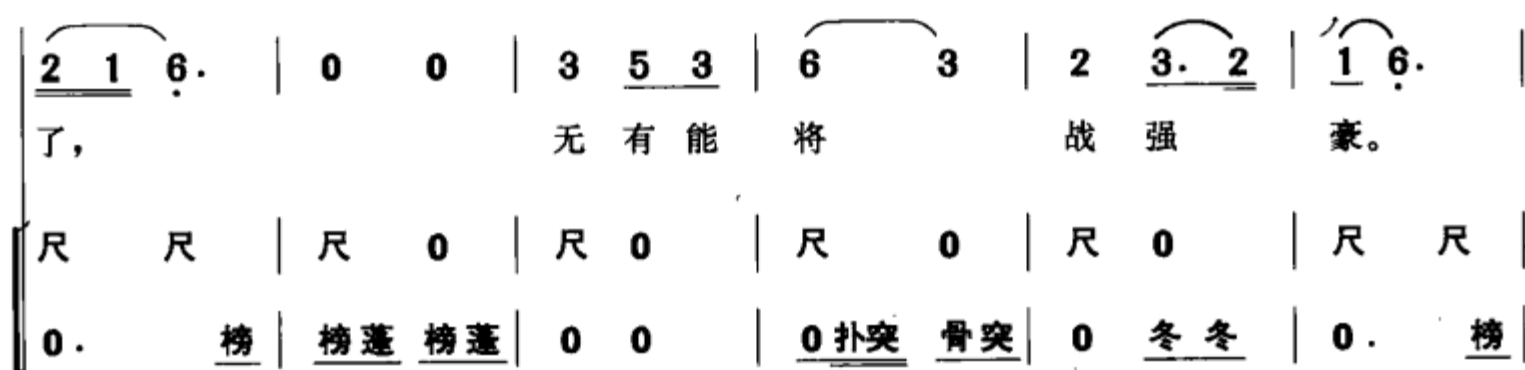 2 1 6. | 0 0 | 3 5 3 | 6 3 | 2 3. 2 | 1 6. |
了， 无 有 能 将 战 强 豪。
尺 尺 | 尺 0 | 尺 0 | 尺 0 | 尺 0 | 尺 尺
0. 榜 | 榜蓬 榜蓬 | 0 0 | 0扑突 骨突 | 0 冬冬 | 0. 榜